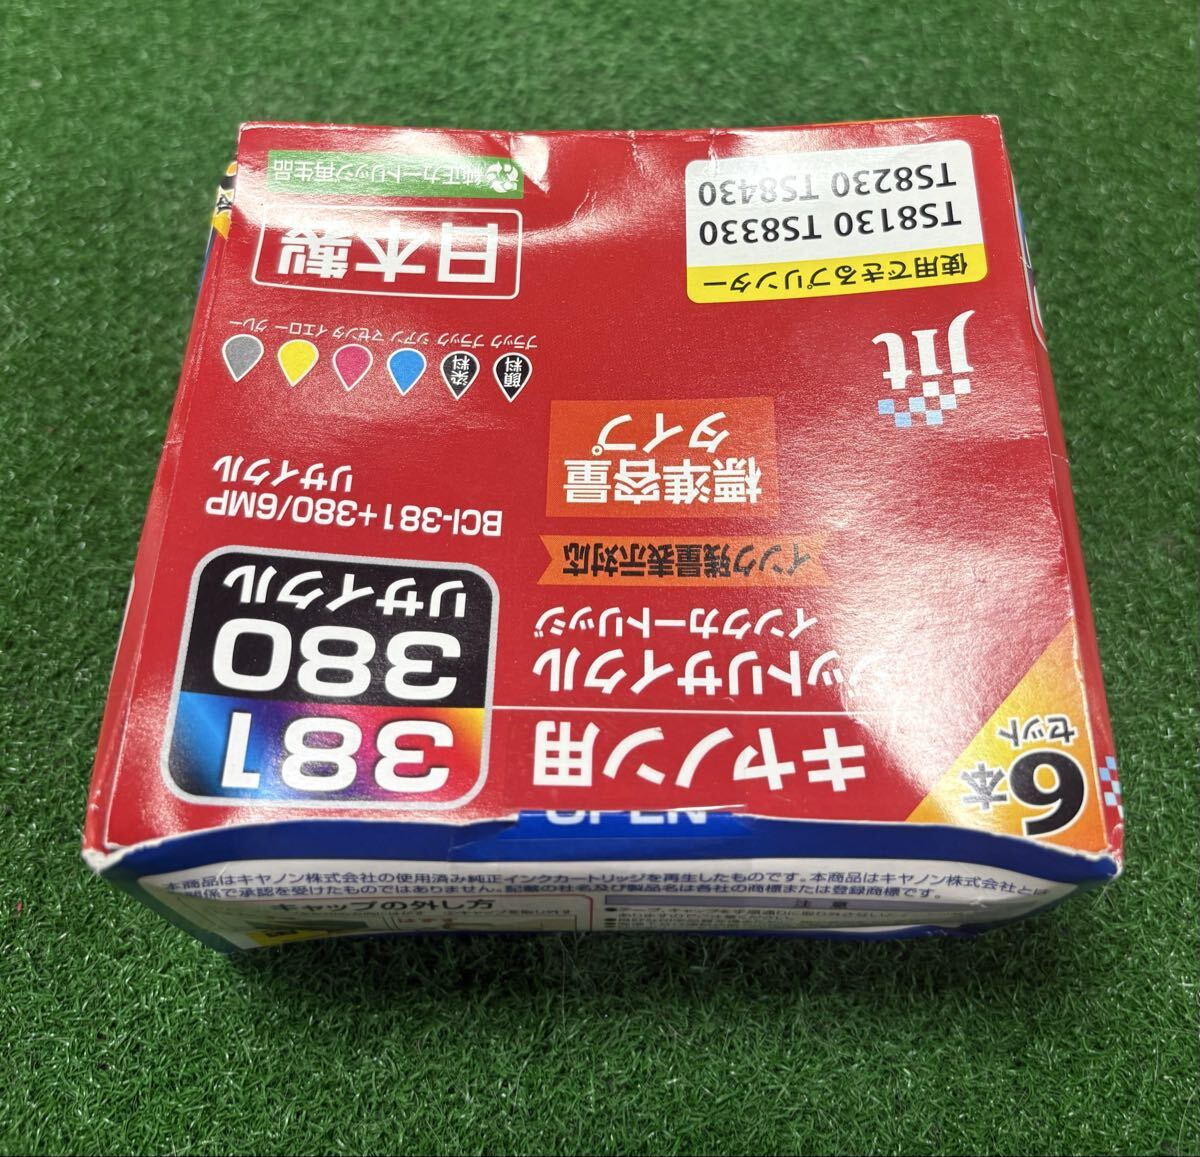 6本
セット
キヤノン用
ジットリサイクル
インクカートリッジ
インク残量表示対応
標準容量
タイプ
jit
使用できるプリンター
TS8130 TS8330
TS8230 TS8430
381
380
リサイクル
BCI-381+380/6MP
リサイクル
顔料 染料
ブラック ブラック シアン マゼンタ イエロー グレー
日本製
純正カートリッジ再生品
本商品はキヤノン株式会社の使用済み純正インクカートリッジを再生したものです。本商品はキヤノン株式会社とは
関係で承認を受けたものではありません。記載の社名及び製品名は各社の商標または登録商標です。
キャップの外し方
注意